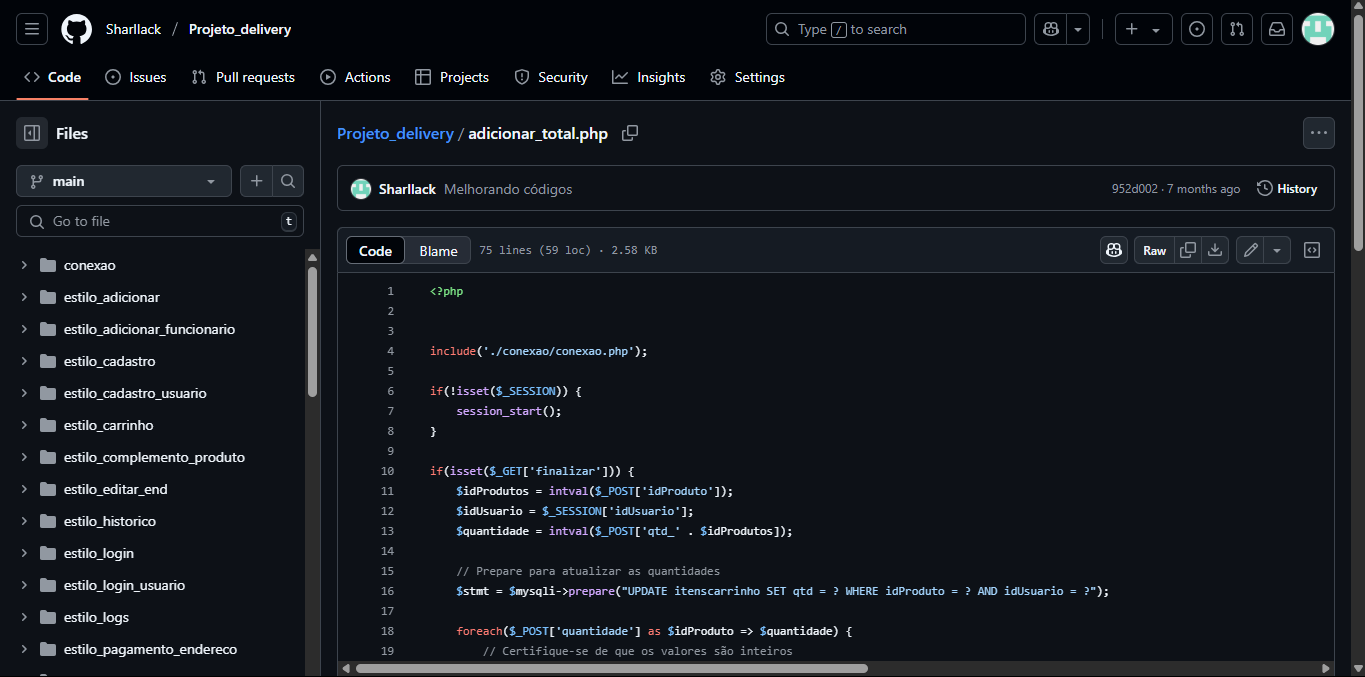 Sharllack / Projeto_delivery
Type / to search
Code Issues Pull requests Actions Projects Security Insights Settings
Files
main
Go to file t
conexao
estilo_adicionar
estilo_adicionar_funcionario
estilo_cadastro
estilo_cadastro_usuario
estilo_carrinho
estilo_complemento_produto
estilo_editar_end
estilo_historico
estilo_login
estilo_login_usuario
estilo_logs
estilo_pagamento_endereco
Projeto_delivery / adicionar_total.php
Sharllack Melhorando códigos 952d002 · 7 months ago History
Code Blame 75 lines (59 loc) · 2.58 KB Raw
1 <?php
2
3
4 include('./conexao/conexao.php');
5
6 if(!isset($_SESSION)) {
7     session_start();
8 }
9
10 if(isset($_GET['finalizar'])) {
11     $idProdutos = intval($_POST['idProduto']);
12     $idUsuario = $_SESSION['idUsuario'];
13     $quantidade = intval($_POST['qtd_' . $idProdutos]);
14
15     // Prepare para atualizar as quantidades
16     $stmt = $mysqli->prepare("UPDATE itenscarrinho SET qtd = ? WHERE idProduto = ? AND idUsuario = ?");
17
18     foreach($_POST['quantidade'] as $idProduto => $quantidade) {
19         // Certifique-se de que os valores são inteiros